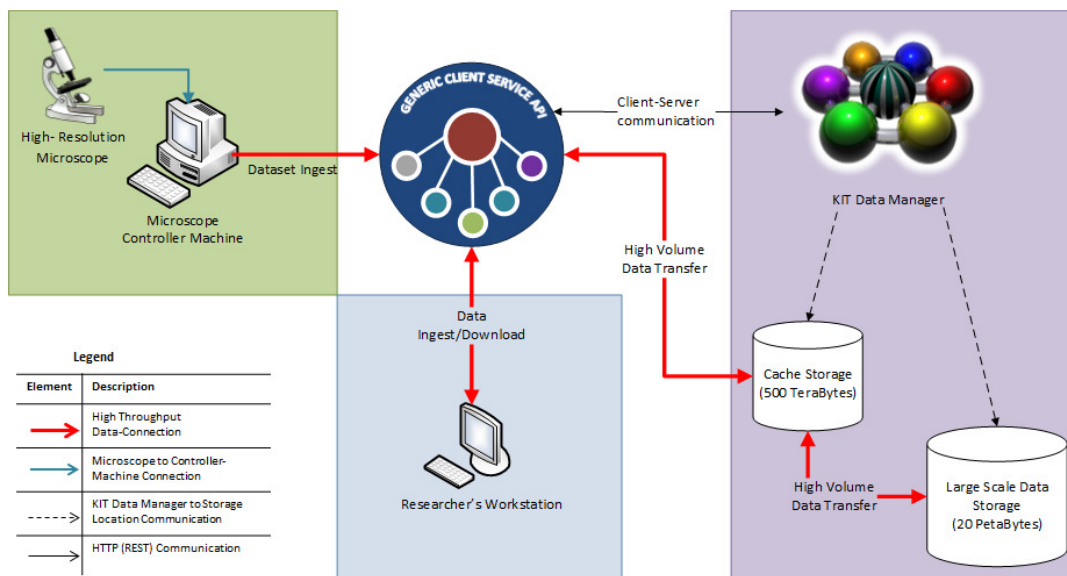 High- Resolution
Microscope
Microscope
Controller Machine
Dataset Ingest
GENERIC CLIENT SERVICE API
Client-Server
communication
KIT Data Manager
High Volume
Data Transfer
Data
Ingest/Download
Researcher's Workstation
Cache Storage
(500 TeraBytes)
High Volume
Data Transfer
Large Scale Data
Storage
(20 PetaBytes)
Legend
Element Description
High Throughput
Data-Connection
Microscope to Controller-
Machine Connection
KIT Data Manager to Storage
Location Communication
HTTP (REST) Communication